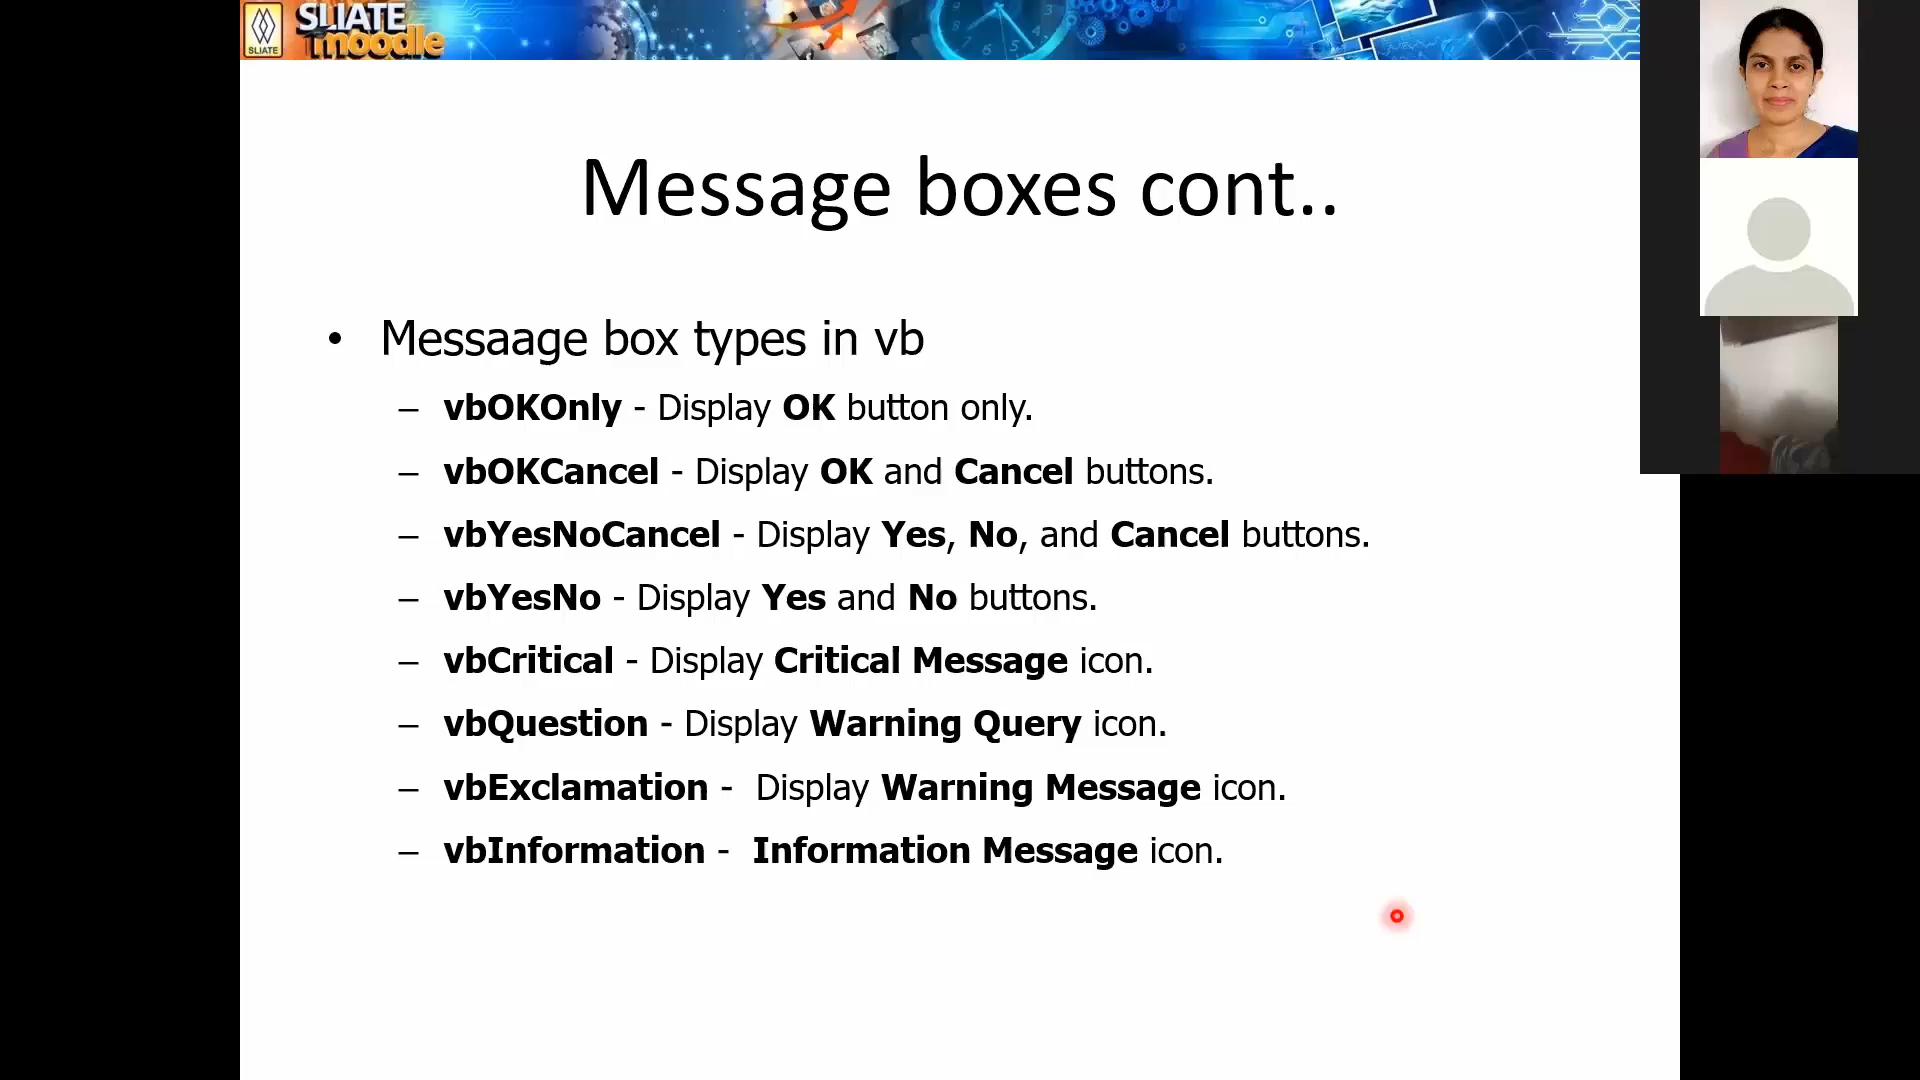 SLIATE
moodle
SLIATE
Message boxes cont..
• Messaage box types in vb
– vbOKOnly - Display OK button only.
– vbOKCancel - Display OK and Cancel buttons.
– vbYesNoCancel - Display Yes, No, and Cancel buttons.
– vbYesNo - Display Yes and No buttons.
– vbCritical - Display Critical Message icon.
– vbQuestion - Display Warning Query icon.
– vbExclamation -  Display Warning Message icon.
– vbInformation -  Information Message icon.